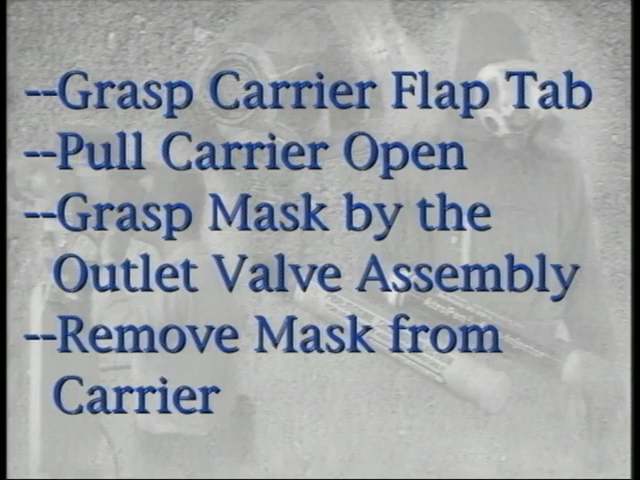 --Grasp Carrier Flap Tab
--Pull Carrier Open
--Grasp Mask by the
Outlet Valve Assembly
--Remove Mask from
Carrier